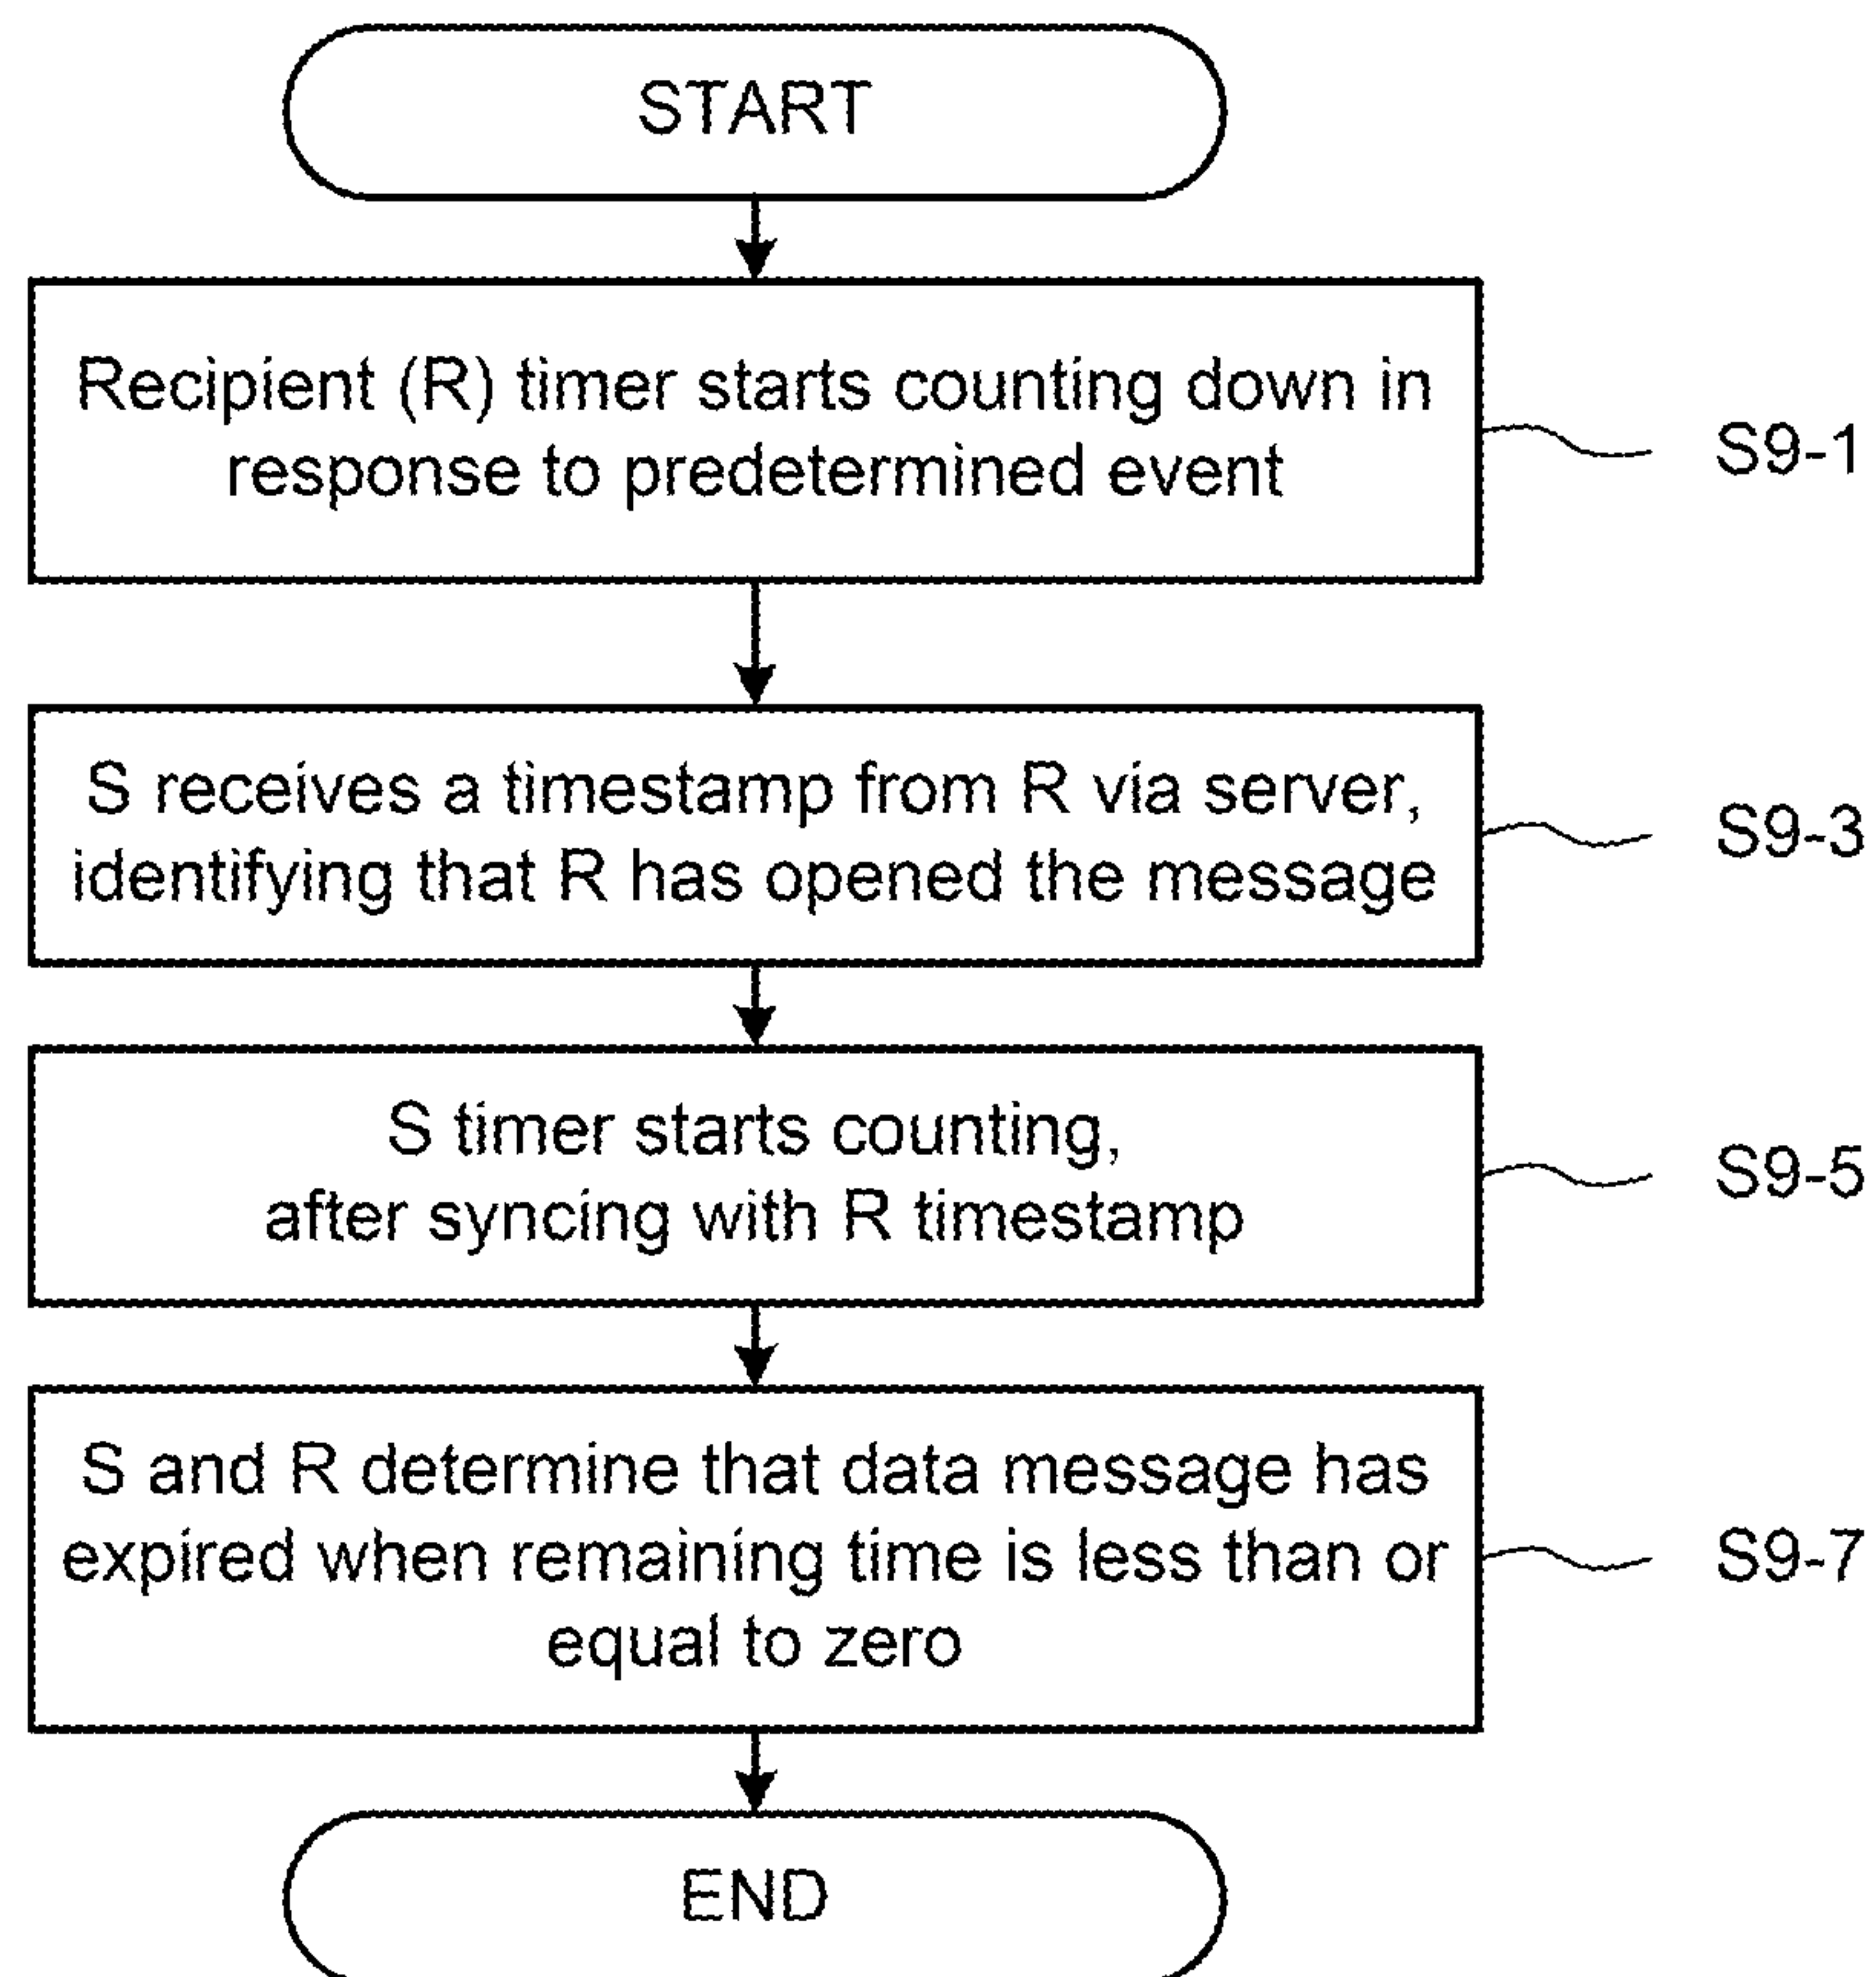 START
Recipient (R) timer starts counting down in
response to predetermined event
S9-1
S receives a timestamp from R via server,
identifying that R has opened the message
S9-3
S timer starts counting,
after syncing with R timestamp
S9-5
S and R determine that data message has
expired when remaining time is less than or
equal to zero
S9-7
END